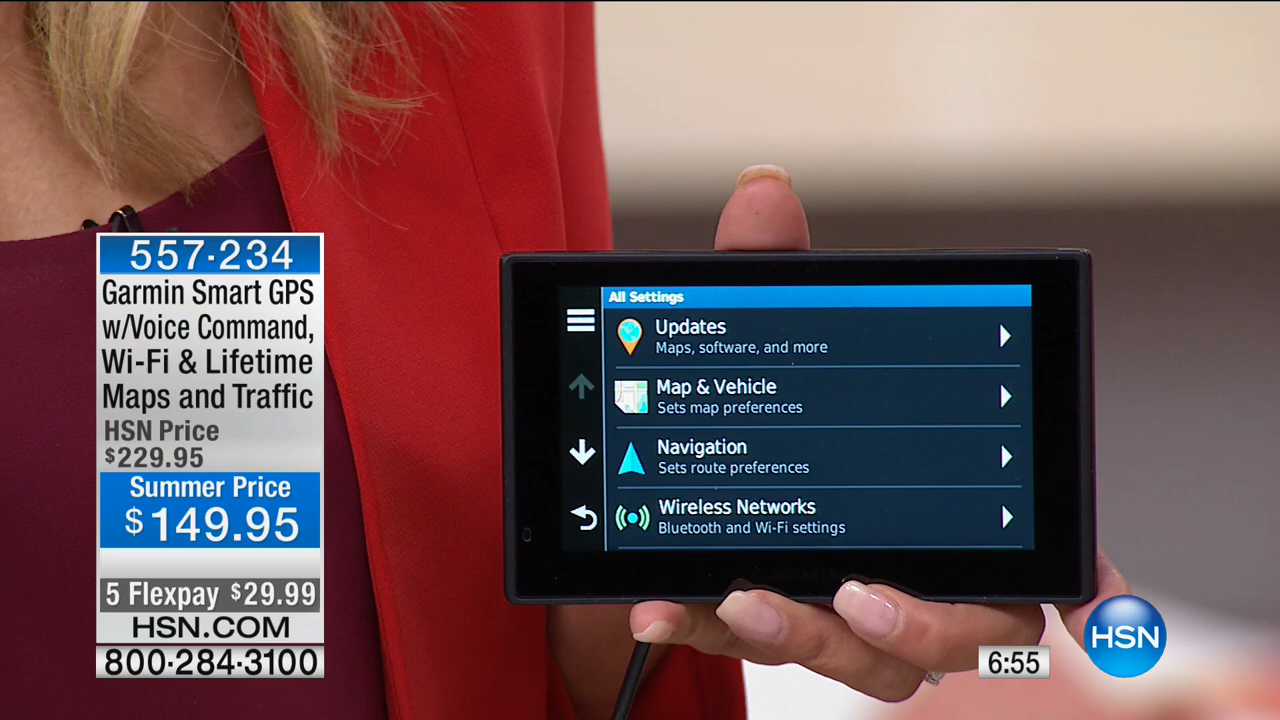 557·234
Garmin Smart GPS
w/Voice Command,
Wi-Fi & Lifetime
Maps and Traffic
HSN Price
$229.95
Summer Price
$149.95
5 Flexpay $29.99
HSN.COM
800·284·3100
All Settings
Updates
Maps, software, and more
Map & Vehicle
Sets map preferences
Navigation
Sets route preferences
Wireless Networks
Bluetooth and Wi-Fi settings
6:55
HSN